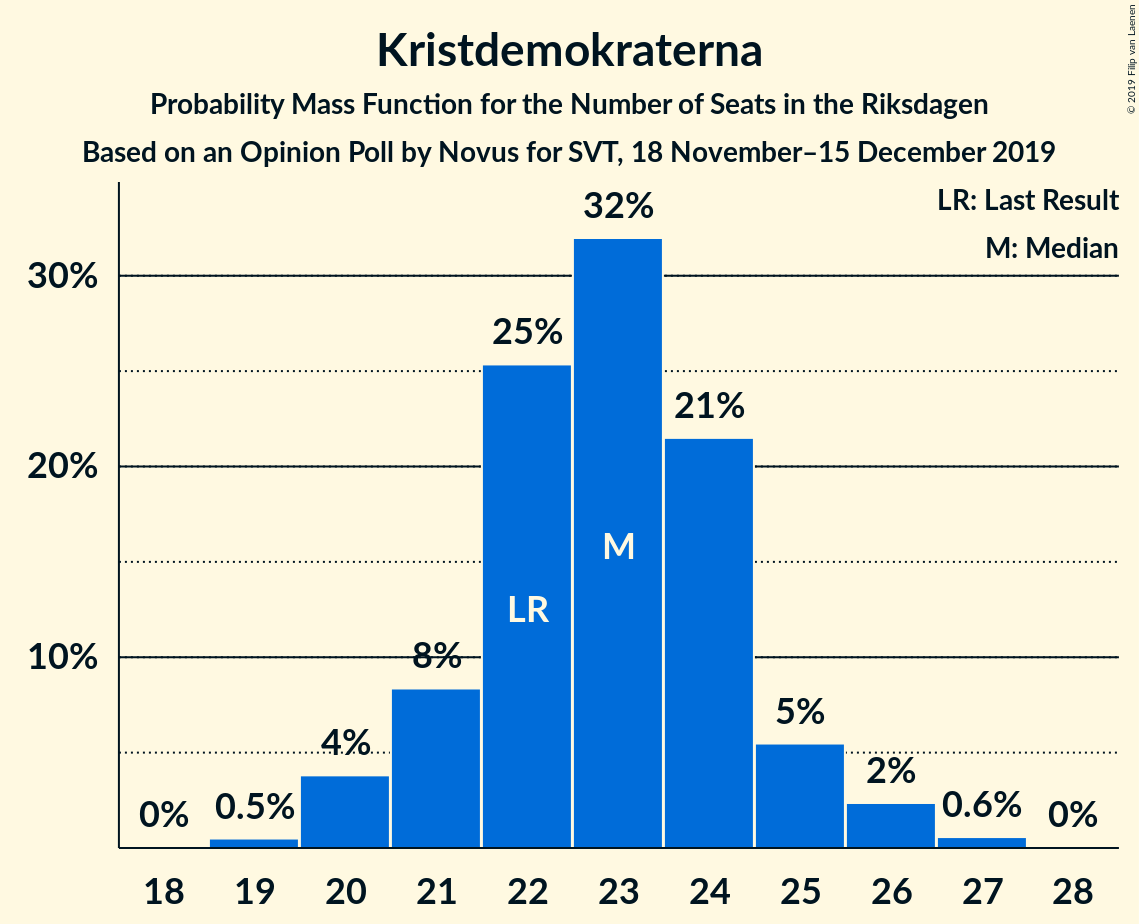 Kristdemokraterna
Probability Mass Function for the Number of Seats in the Riksdagen
Based on an Opinion Poll by Novus for SVT, 18 November–15 December 2019
© 2019 Filip van Laenen
LR: Last Result
M: Median
30%
20%
10%
0%
0.5%
4%
8%
25%
32%
21%
5%
2%
0.6%
0%
LR
M
18 19 20 21 22 23 24 25 26 27 28